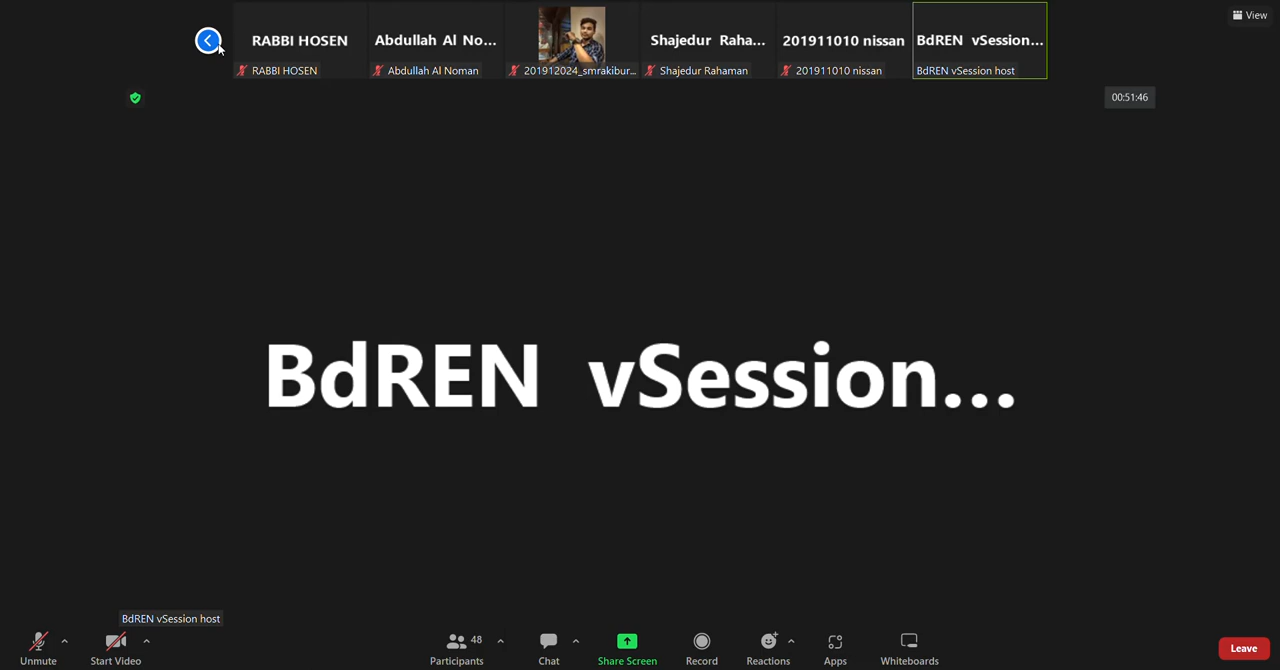 View
RABBI HOSEN
Abdullah Al No...
Shajedur Raha...
201911010 nissan
BdREN vSession...
RABBI HOSEN
Abdullah Al Noman
201912024_smrakibur...
Shajedur Rahaman
201911010 nissan
BdREN vSession host
00:51:46
BdREN vSession...
BdREN vSession host
48
Unmute
Start Video
Participants
Chat
Share Screen
Record
Reactions
Apps
Whiteboards
Leave